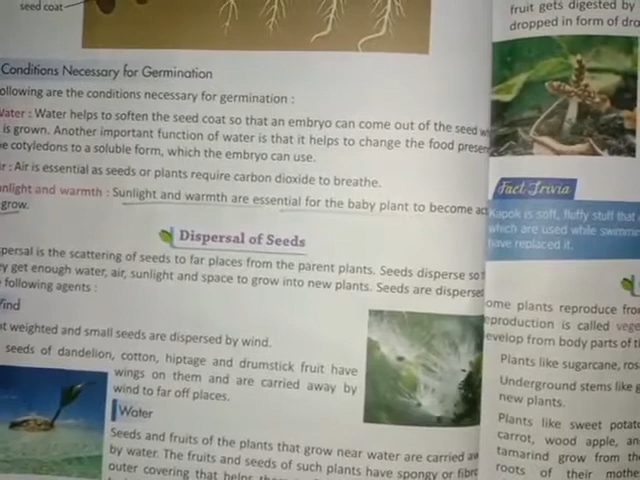 seed coat
Conditions Necessary for Germination
ollowing are the conditions necessary for germination :
Water : Water helps to soften the seed coat so that an embryo can come out of the seed
is grown. Another important function of water is that it helps to change the food presen
e cotyledons to a soluble form, which the embryo can use.
ir : Air is essential as seeds or plants require carbon dioxide to breathe.
nlight and warmth : Sunlight and warmth are essential for the baby plant to become ac
grow.
Dispersal of Seeds
persal is the scattering of seeds to far places from the parent plants. Seeds disperse so
y get enough water, air, sunlight and space to grow into new plants. Seeds are disperse
following agents :
Wind
t weighted and small seeds are dispersed by wind.
seeds of dandelion, cotton, hiptage and drumstick fruit have
wings on them and are carried away by
wind to far off places.
Water
Seeds and fruits of the plants that grow near water are carried
by water. The fruits and seeds of such plants have spongy or fibr
outer covering that helps
fruit gets digested by
dropped in form of dro
Fact Trivia
Kapok is soft, fluffy stuff that
which are used while swimmin
have replaced it.
ome plants reproduce fro
eproduction is called vege
evelop from body parts of t
Plants like sugarcane, ros
Underground stems like g
new plants.
Plants like sweet potat
carrot, wood apple, an
tamarind grow from the
roots of their mothe